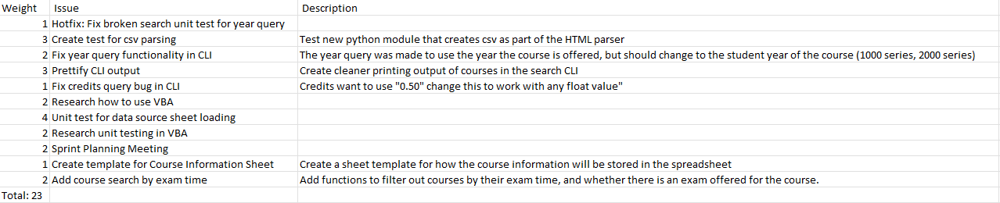 Weight Issue Description
1 Hotfix: Fix broken search unit test for year query
3 Create test for csv parsing Test new python module that creates csv as part of the HTML parser
2 Fix year query functionality in CLI The year query was made to use the year the course is offered, but should change to the student year of the course (1000 series, 2000 series)
3 Prettify CLI output Create cleaner printing output of courses in the search CLI
1 Fix credits query bug in CLI Credits want to use "0.50" change this to work with any float value"
2 Research how to use VBA
4 Unit test for data source sheet loading
2 Research unit testing in VBA
2 Sprint Planning Meeting
1 Create template for Course Information Sheet Create a sheet template for how the course information will be stored in the spreadsheet
2 Add course search by exam time Add functions to filter out courses by their exam time, and whether there is an exam offered for the course.
Total: 23